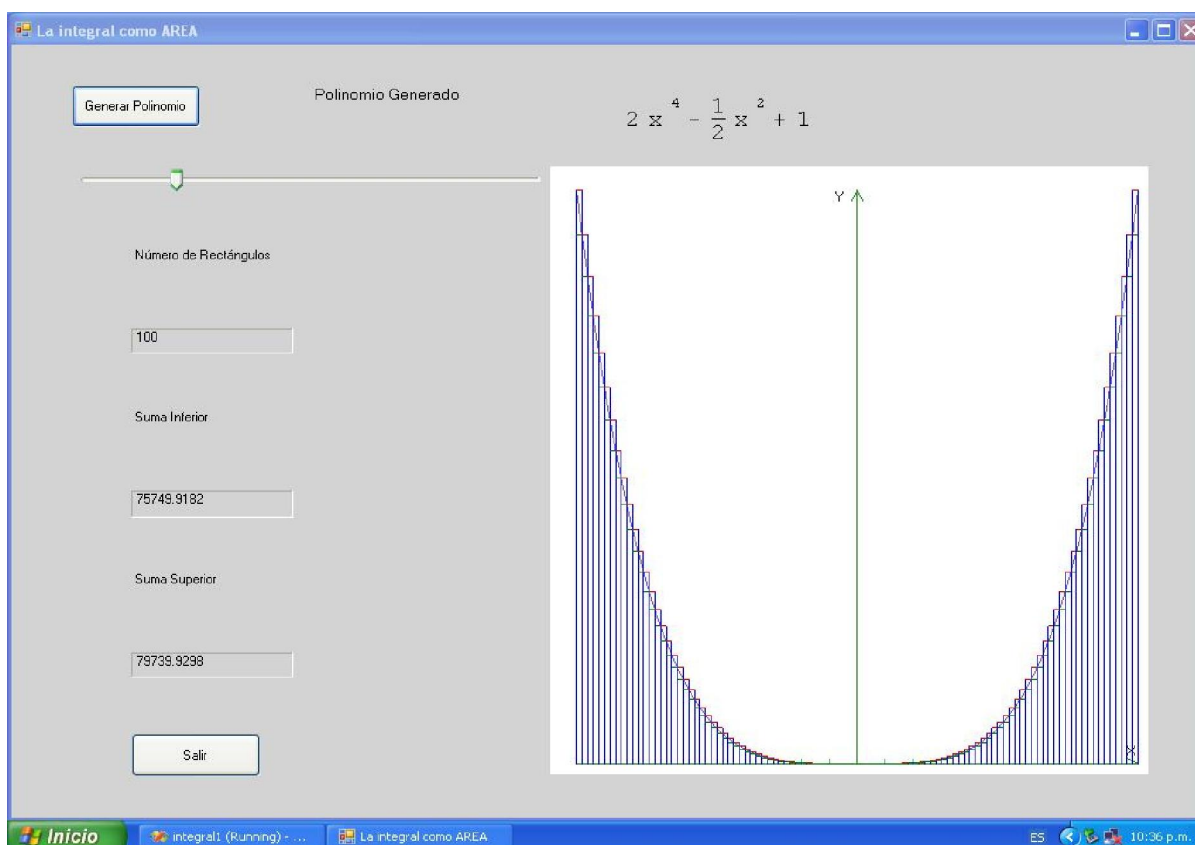 La integral como AREA
Generar Polinomio
Polinomio Generado
2 x^4 - 1/2 x^2 + 1
Número de Rectángulos
100
Suma Inferior
75749.9182
Suma Superior
79739.9298
Salir
Y
X
Inicio
integral1 (Running) - ...
La integral como AREA
ES
10:36 p.m.